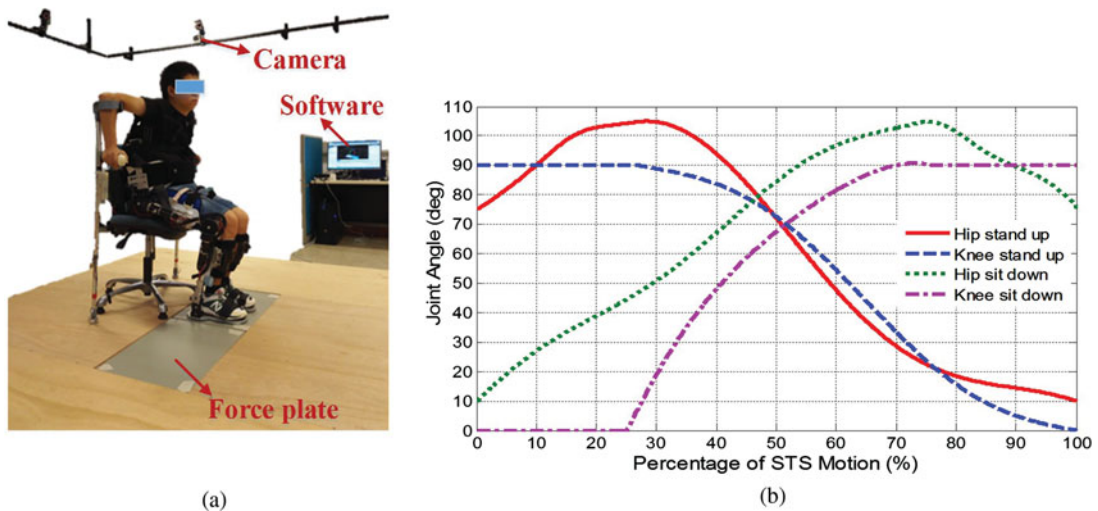 Camera
Software
Force plate
(a)
110
100
90
80
70
60
50
40
30
20
10
0
Joint Angle (deg)
Hip stand up
Knee stand up
Hip sit down
Knee sit down
0 10 20 30 40 50 60 70 80 90 100
Percentage of STS Motion (%)
(b)